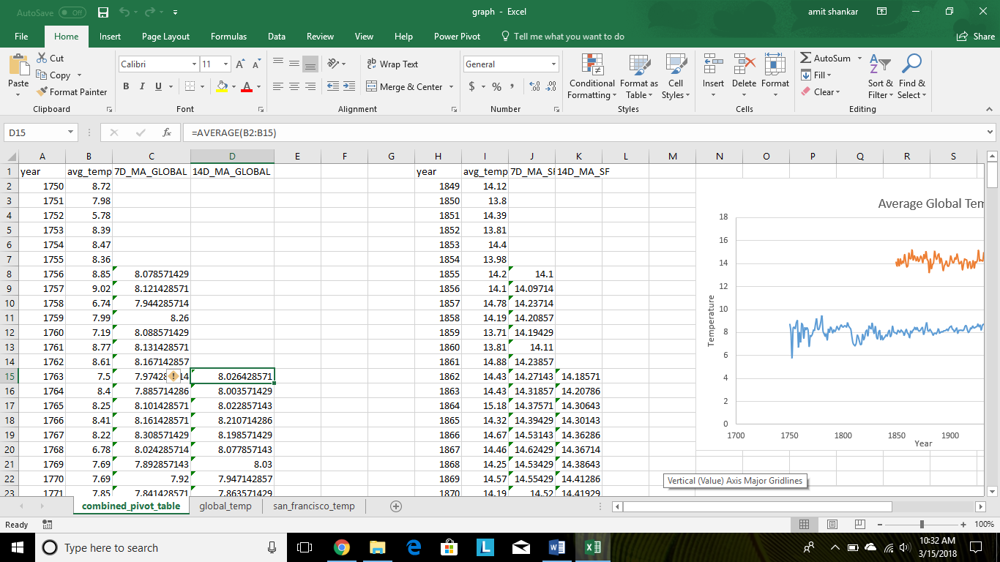 AutoSave Off graph - Excel amit shankar
File Home Insert Page Layout Formulas Data Review View Help Power Pivot Tell me what you want to do Share
Paste Cut Calibri 11 Wrap Text General Conditional Formatting Format as Table Cell Styles Insert Delete Format AutoSum Sort & Filter Find & Select
Copy Fill
Format Painter B I U A Merge & Center $ % , Clear
Clipboard Font Alignment Number Styles Cells Editing
D15 fx =AVERAGE(B2:B15)
A B C D E F G H I J K L M N O P Q R S
1 year avg_temp 7D_MA_GLOBAL 14D_MA_GLOBAL year avg_temp 7D_MA_SF 14D_MA_SF
2 1750 8.72 1849 14.12
3 1751 7.98 1850 13.8
4 1752 5.78 1851 14.39
5 1753 8.39 1852 13.81
6 1754 8.47 1853 14.4
7 1755 8.36 1854 13.98
8 1756 8.85 8.078571429 1855 14.2 14.1
9 1757 9.02 8.121428571 1856 14.1 14.09714
10 1758 6.74 7.944285714 1857 14.78 14.23714
11 1759 7.99 8.26 1858 14.19 14.20857
12 1760 7.19 8.088571429 1859 13.71 14.19429
13 1761 8.77 8.131428571 1860 13.81 14.11
14 1762 8.61 8.167142857 1861 14.88 14.23857
15 1763 7.5 7.9742 14 8.026428571 1862 14.43 14.27143 14.18571
16 1764 8.4 7.885714286 8.003571429 1863 14.43 14.31857 14.20786
17 1765 8.25 8.101428571 8.022857143 1864 15.18 14.37571 14.30643
18 1766 8.41 8.161428571 8.210714286 1865 14.32 14.39429 14.30143
19 1767 8.22 8.308571429 8.198571429 1866 14.67 14.53143 14.36286
20 1768 6.78 8.024285714 8.077857143 1867 14.46 14.62429 14.36714
21 1769 7.69 7.892857143 8.03 1868 14.25 14.53429 14.38643
22 1770 7.69 7.92 7.947142857 1869 14.57 14.55429 14.41286
23 1771 7.85 7.841428571 7.863571429 1870 14.19 14.52 14.41929
Average Global Tem
18
16
14
12
10
8
6
4
2
0
Temperature
1700 1750 1800 1850 1900
Year
Vertical (Value) Axis Major Gridlines
combined_pivot_table global_temp san_francisco_temp
Ready 100%
Type here to search 10:32 AM
3/15/2018